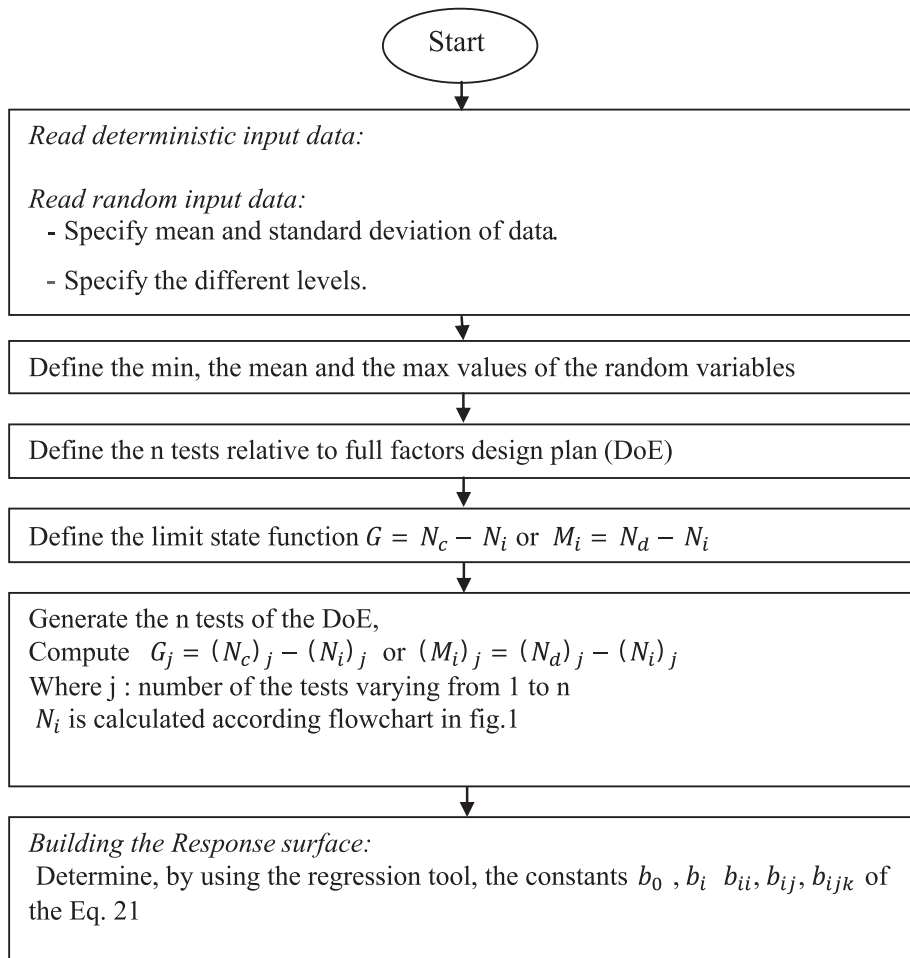 Start
Read deterministic input data:
Read random input data:
- Specify mean and standard deviation of data.
- Specify the different levels.
Define the min, the mean and the max values of the random variables
Define the n tests relative to full factors design plan (DoE)
Define the limit state function G = N_c − N_i or M_i = N_d − N_i
Generate the n tests of the DoE,
Compute G_j = (N_c)_j − (N_i)_j or (M_i)_j = (N_d)_j − (N_i)_j
Where j : number of the tests varying from 1 to n
N_i is calculated according flowchart in fig.1
Building the Response surface:
Determine, by using the regression tool, the constants b_0 , b_i b_ii, b_ij, b_ijk of
the Eq. 21